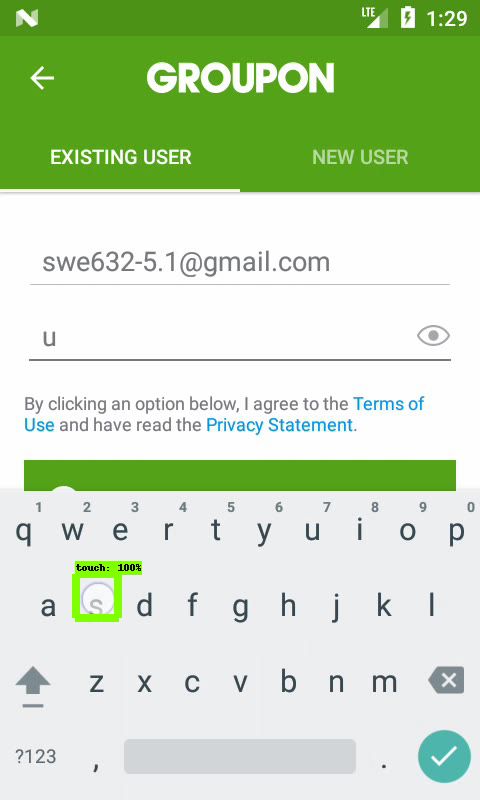 LTE 1:29
GROUPON
EXISTING USER NEW USER
swe632-5.1@gmail.com
u
By clicking an option below, I agree to the Terms of
Use and have read the Privacy Statement.
1 2 3 4 5 6 7 8 9 0
q w e r t y u i o p
touch: 100%
a s d f g h j k l
z x c v b n m
?123 , .